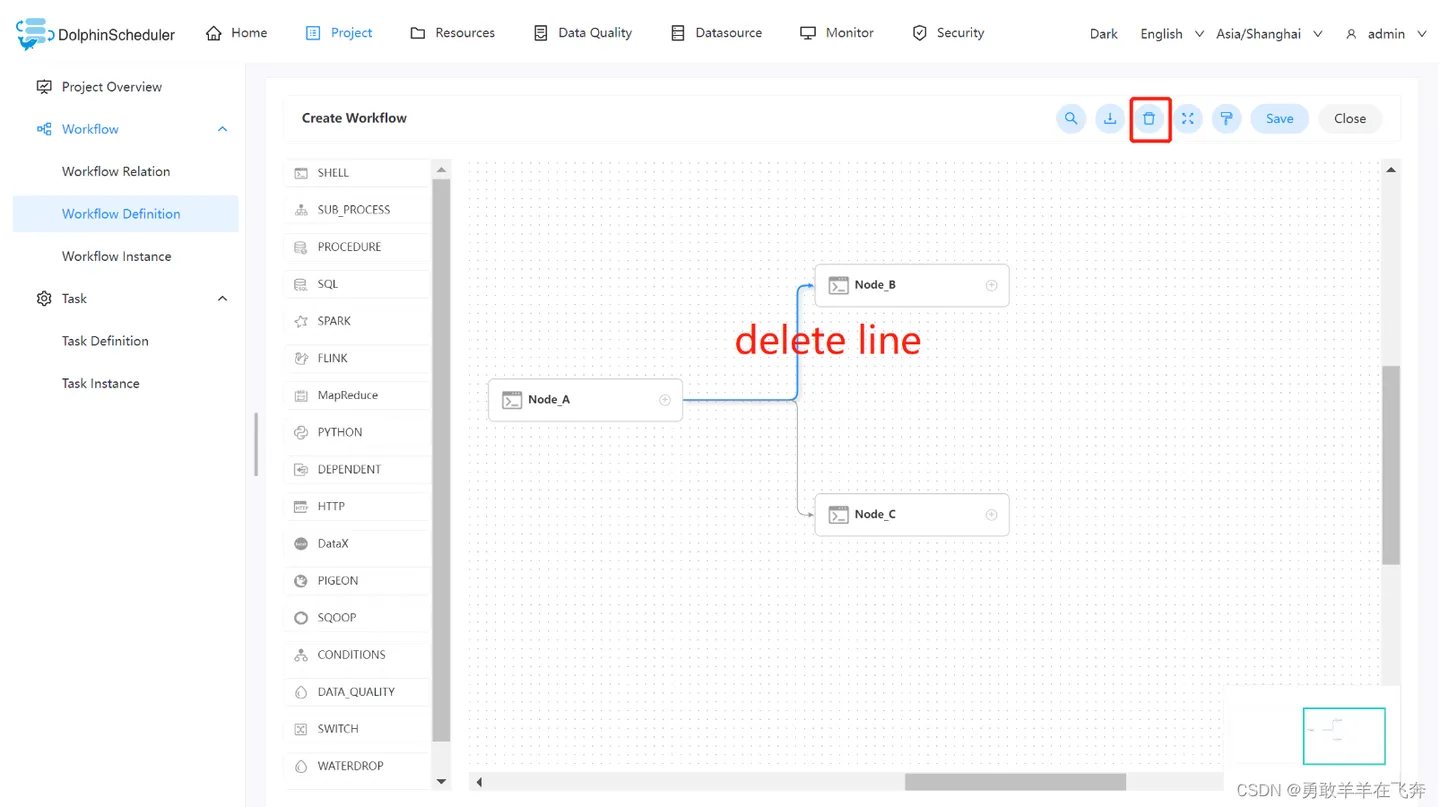 DolphinScheduler
Home
Project
Resources
Data Quality
Datasource
Monitor
Security
Dark
English
Asia/Shanghai
admin
Project Overview
Workflow
Workflow Relation
Workflow Definition
Workflow Instance
Task
Task Definition
Task Instance
Create Workflow
Save
Close
SHELL
SUB_PROCESS
PROCEDURE
SQL
SPARK
FLINK
MapReduce
PYTHON
DEPENDENT
HTTP
DataX
PIGEON
SQOOP
CONDITIONS
DATA_QUALITY
SWITCH
WATERDROP
Node_B
delete line
Node_A
Node_C
CSDN @勇敢羊羊在飞奔